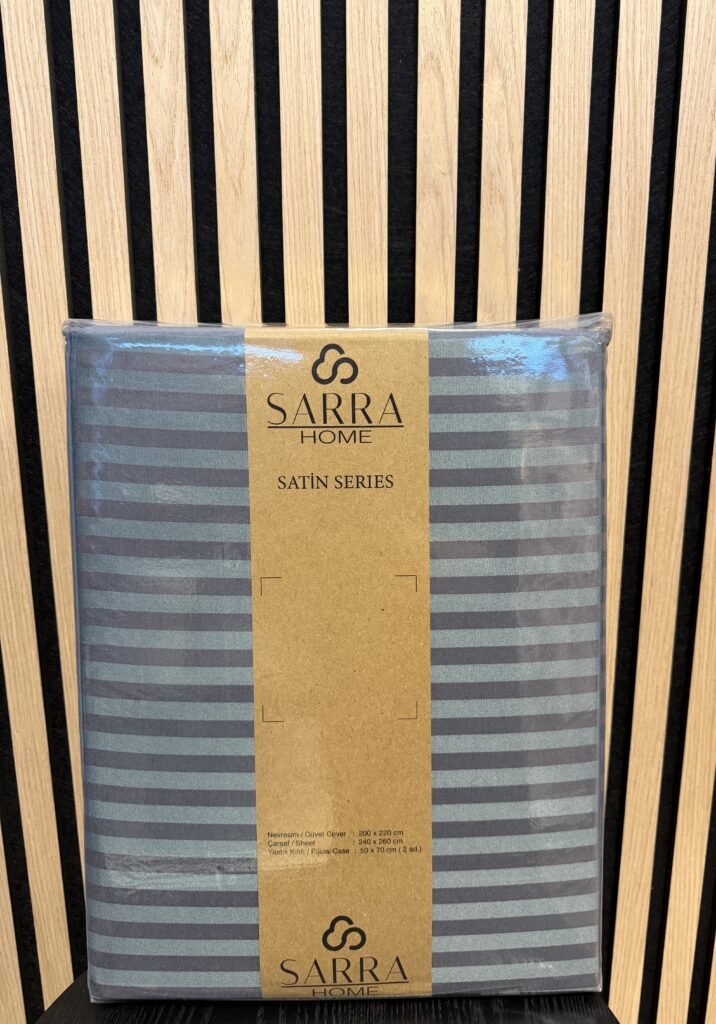 SARRA
HOME
SATİN SERIES
Nevresim / Duvet Cover : 200 x 220 cm
Çarşaf / Sheet : 240 x 260 cm
Yastık Kılıfı / Pillow Case : 50 x 70 cm ( 2 ad.)
SARRA
HOME